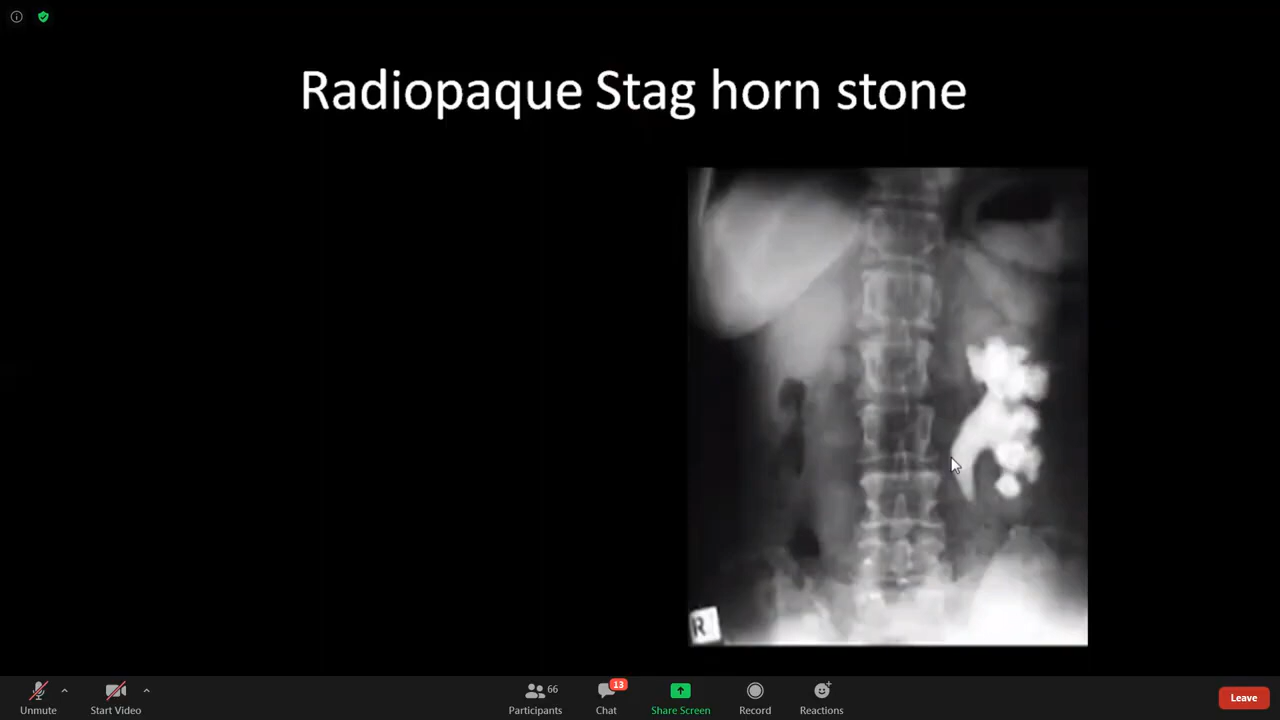 Radiopaque Stag horn stone
R
66
13
Unmute
Start Video
Participants
Chat
Share Screen
Record
Reactions
Leave